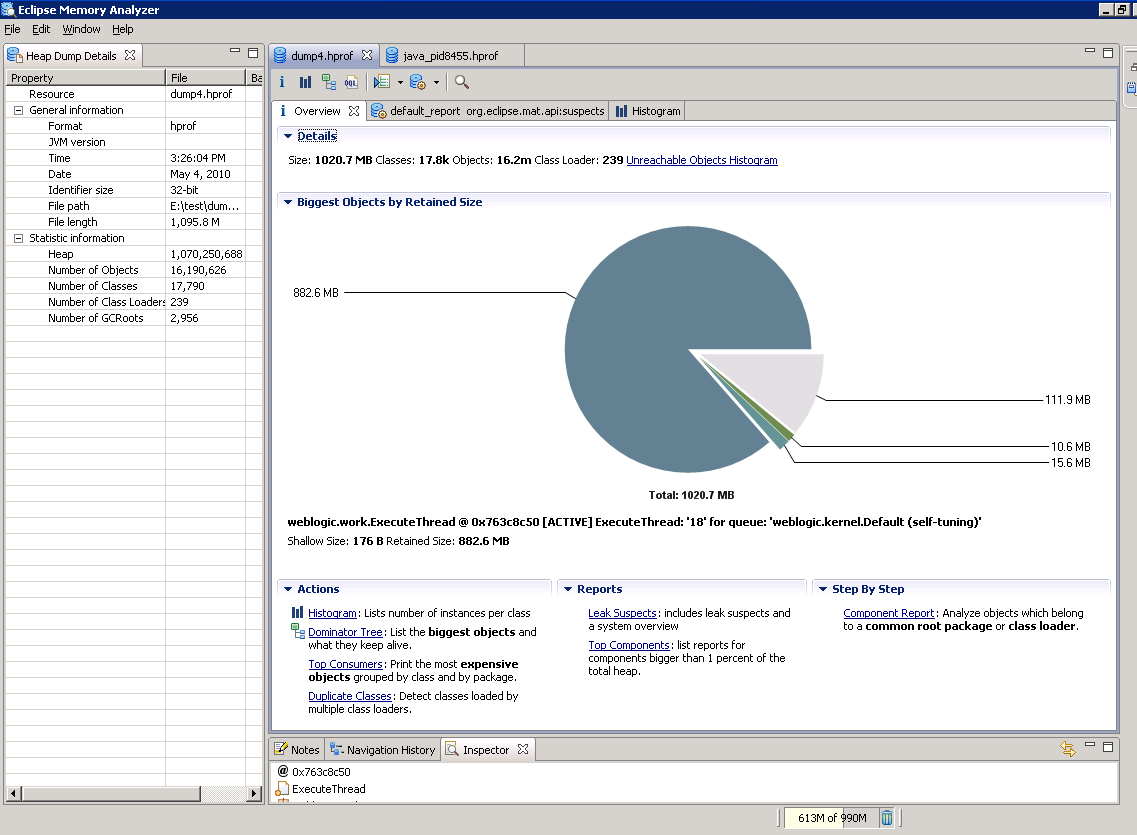 Eclipse Memory Analyzer
File Edit Window Help
Heap Dump Details
Property File Ba
Resource dump4.hprof
General information
Format hprof
JVM version
Time 3:26:04 PM
Date May 4, 2010
Identifier size 32-bit
File path E:\test\dum...
File length 1,095.8 M
Statistic information
Heap 1,070,250,688
Number of Objects 16,190,626
Number of Classes 17,790
Number of Class Loaders 239
Number of GCRoots 2,956
dump4.hprof java_pid8455.hprof
i OQL
i Overview default_report org.eclipse.mat.api:suspects Histogram
Details
Size: 1020.7 MB Classes: 17.8k Objects: 16.2m Class Loader: 239 Unreachable Objects Histogram
Biggest Objects by Retained Size
882.6 MB
111.9 MB
10.6 MB
15.6 MB
Total: 1020.7 MB
weblogic.work.ExecuteThread @ 0x763c8c50 [ACTIVE] ExecuteThread: '18' for queue: 'weblogic.kernel.Default (self-tuning)'
Shallow Size: 176 B Retained Size: 882.6 MB
Actions
Histogram: Lists number of instances per class
Dominator Tree: List the biggest objects and
what they keep alive.
Top Consumers: Print the most expensive
objects grouped by class and by package.
Duplicate Classes: Detect classes loaded by
multiple class loaders.
Reports
Leak Suspects: includes leak suspects and
a system overview
Top Components: list reports for
components bigger than 1 percent of the
total heap.
Step By Step
Component Report: Analyze objects which belong
to a common root package or class loader.
Notes Navigation History Inspector
@ 0x763c8c50
ExecuteThread
613M of 990M